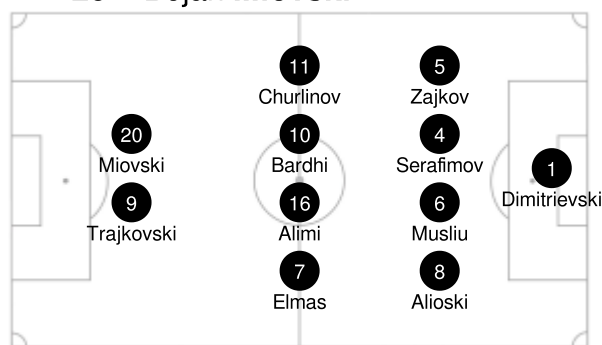 11
Churlinov
5
Zajkov
20
Miovski
10
Bardhi
4
Serafimov
1
Dimitrievski
9
Trajkovski
16
Alimi
6
Musliu
7
Elmas
8
Alioski